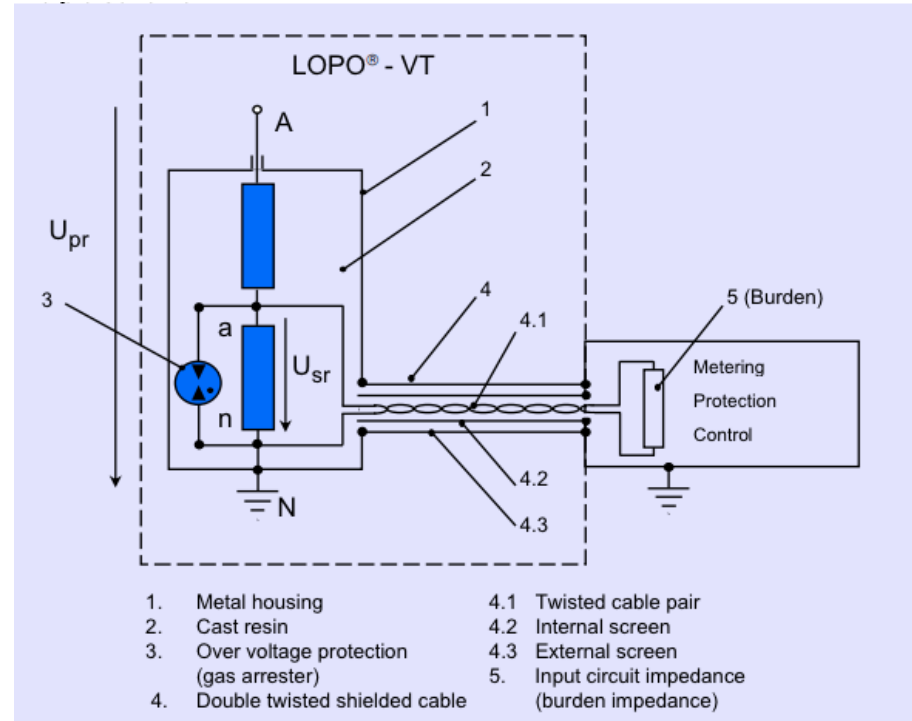 LOPO® - VT
A
1
2
Upr
3
4
4.1
5 (Burden)
a
Usr
n
Metering
Protection
Control
4.2
N
4.3
1. Metal housing
2. Cast resin
3. Over voltage protection
(gas arrester)
4. Double twisted shielded cable
4.1 Twisted cable pair
4.2 Internal screen
4.3 External screen
5. Input circuit impedance
(burden impedance)